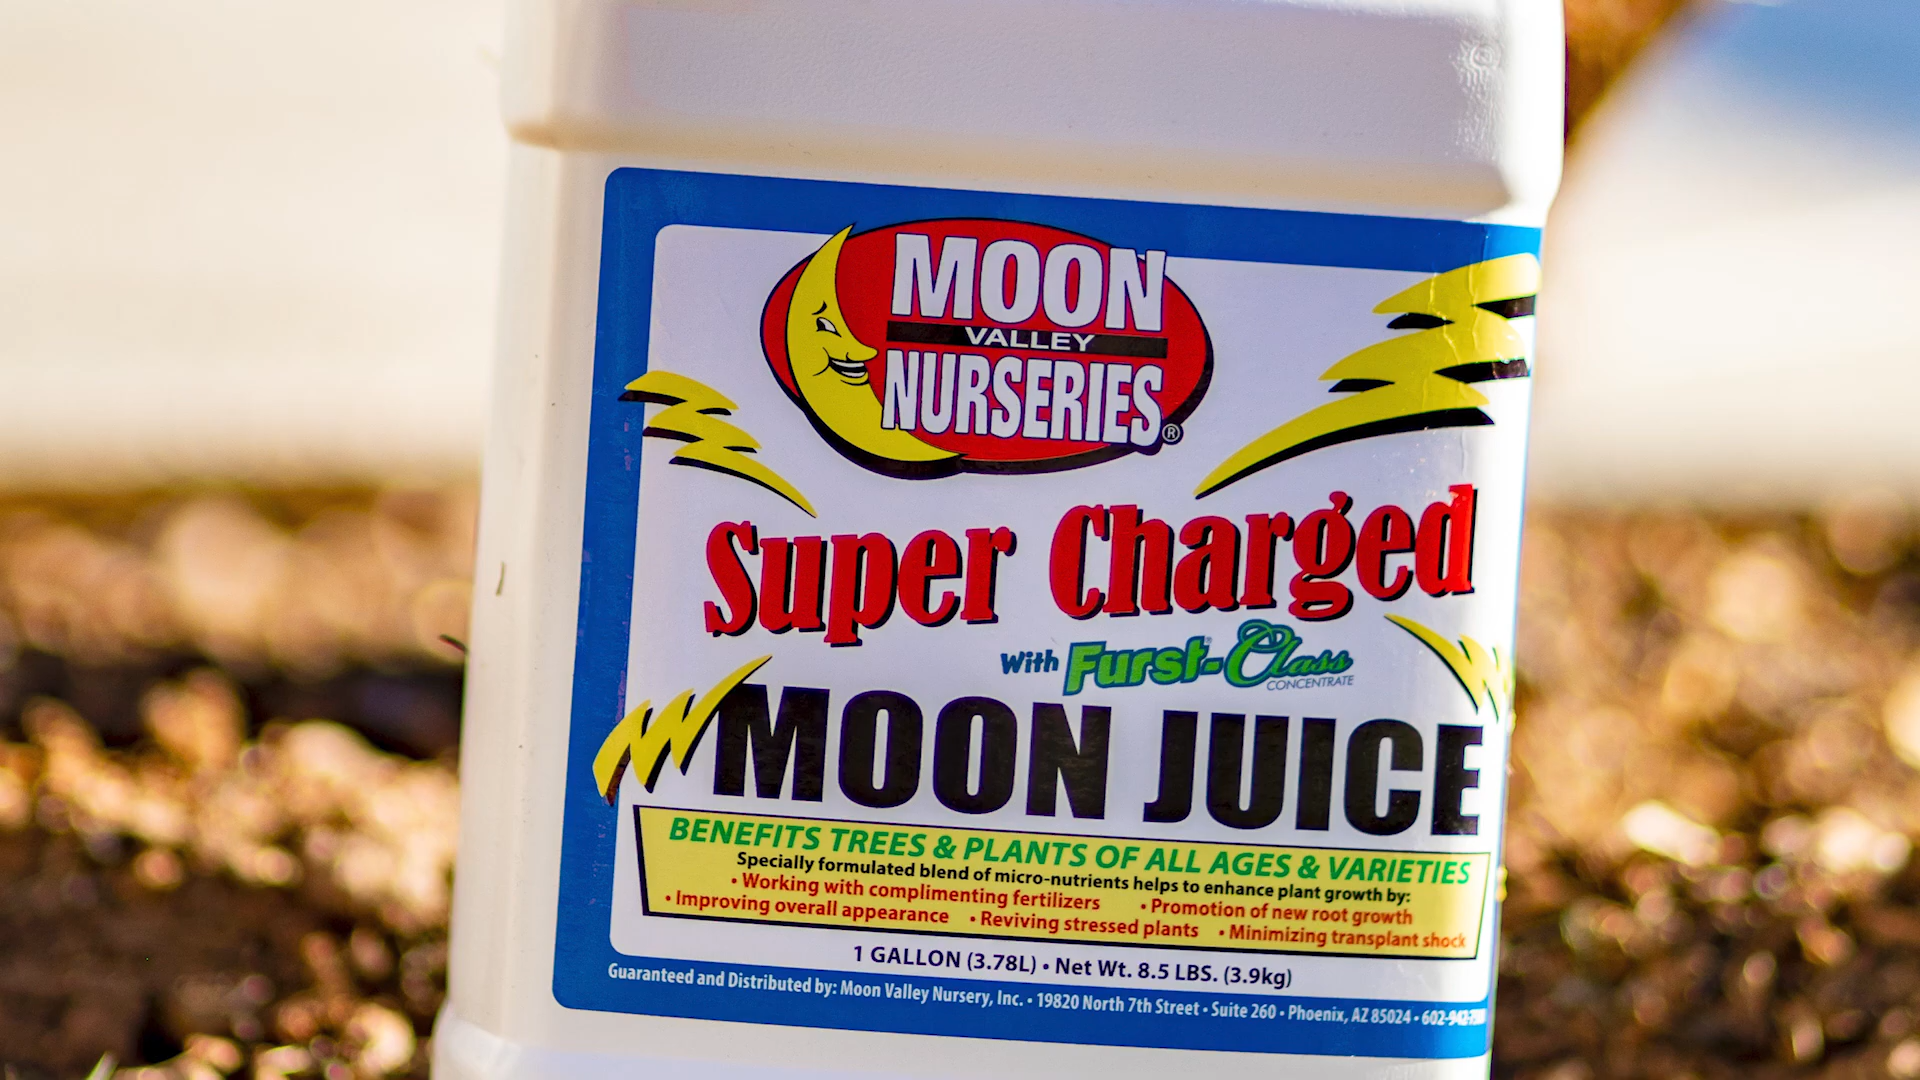 MOON
VALLEY
NURSERIES®
Super Charged
With Furst-Class
CONCENTRATE
MOON JUICE
BENEFITS TREES & PLANTS OF ALL AGES & VARIETIES
Specially formulated blend of micro-nutrients helps to enhance plant growth by:
• Working with complimenting fertilizers • Promotion of new root growth
• Improving overall appearance • Reviving stressed plants • Minimizing transplant shock
1 GALLON (3.78L) • Net Wt. 8.5 LBS. (3.9kg)
Guaranteed and Distributed by: Moon Valley Nursery, Inc. • 19820 North 7th Street • Suite 260 • Phoenix, AZ 85024 • 602-942-